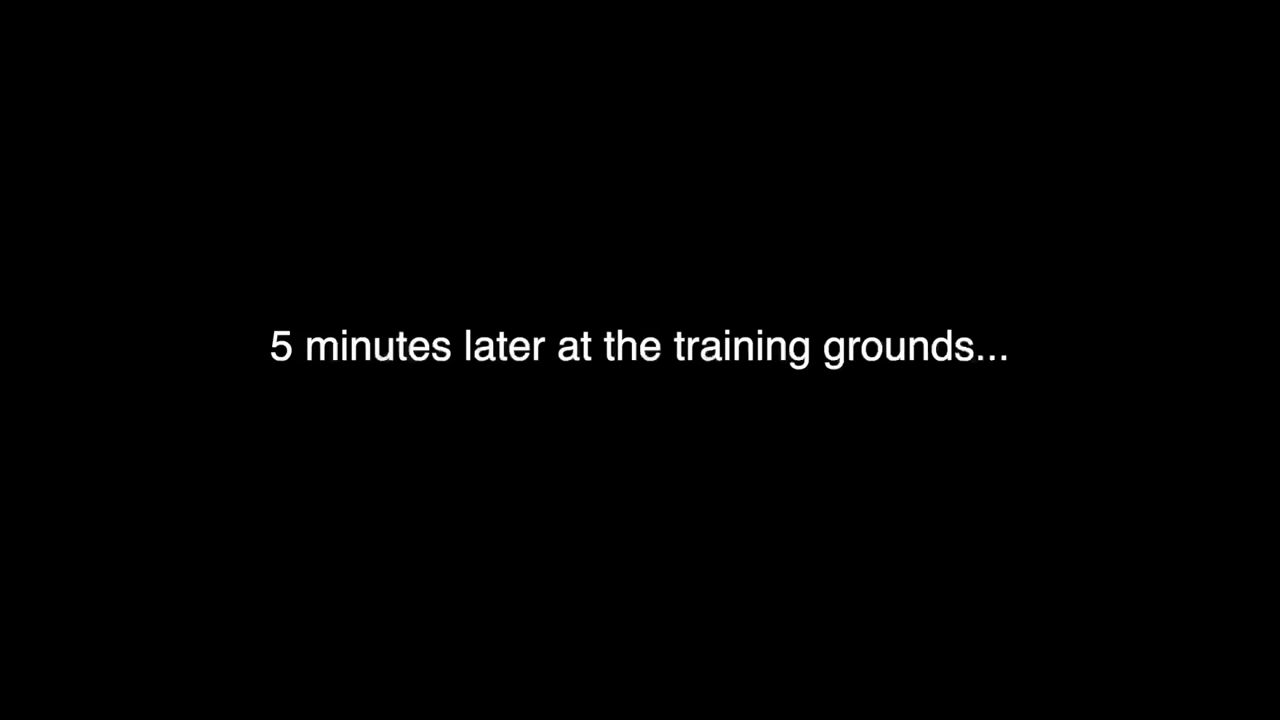 5 minutes later at the training grounds...